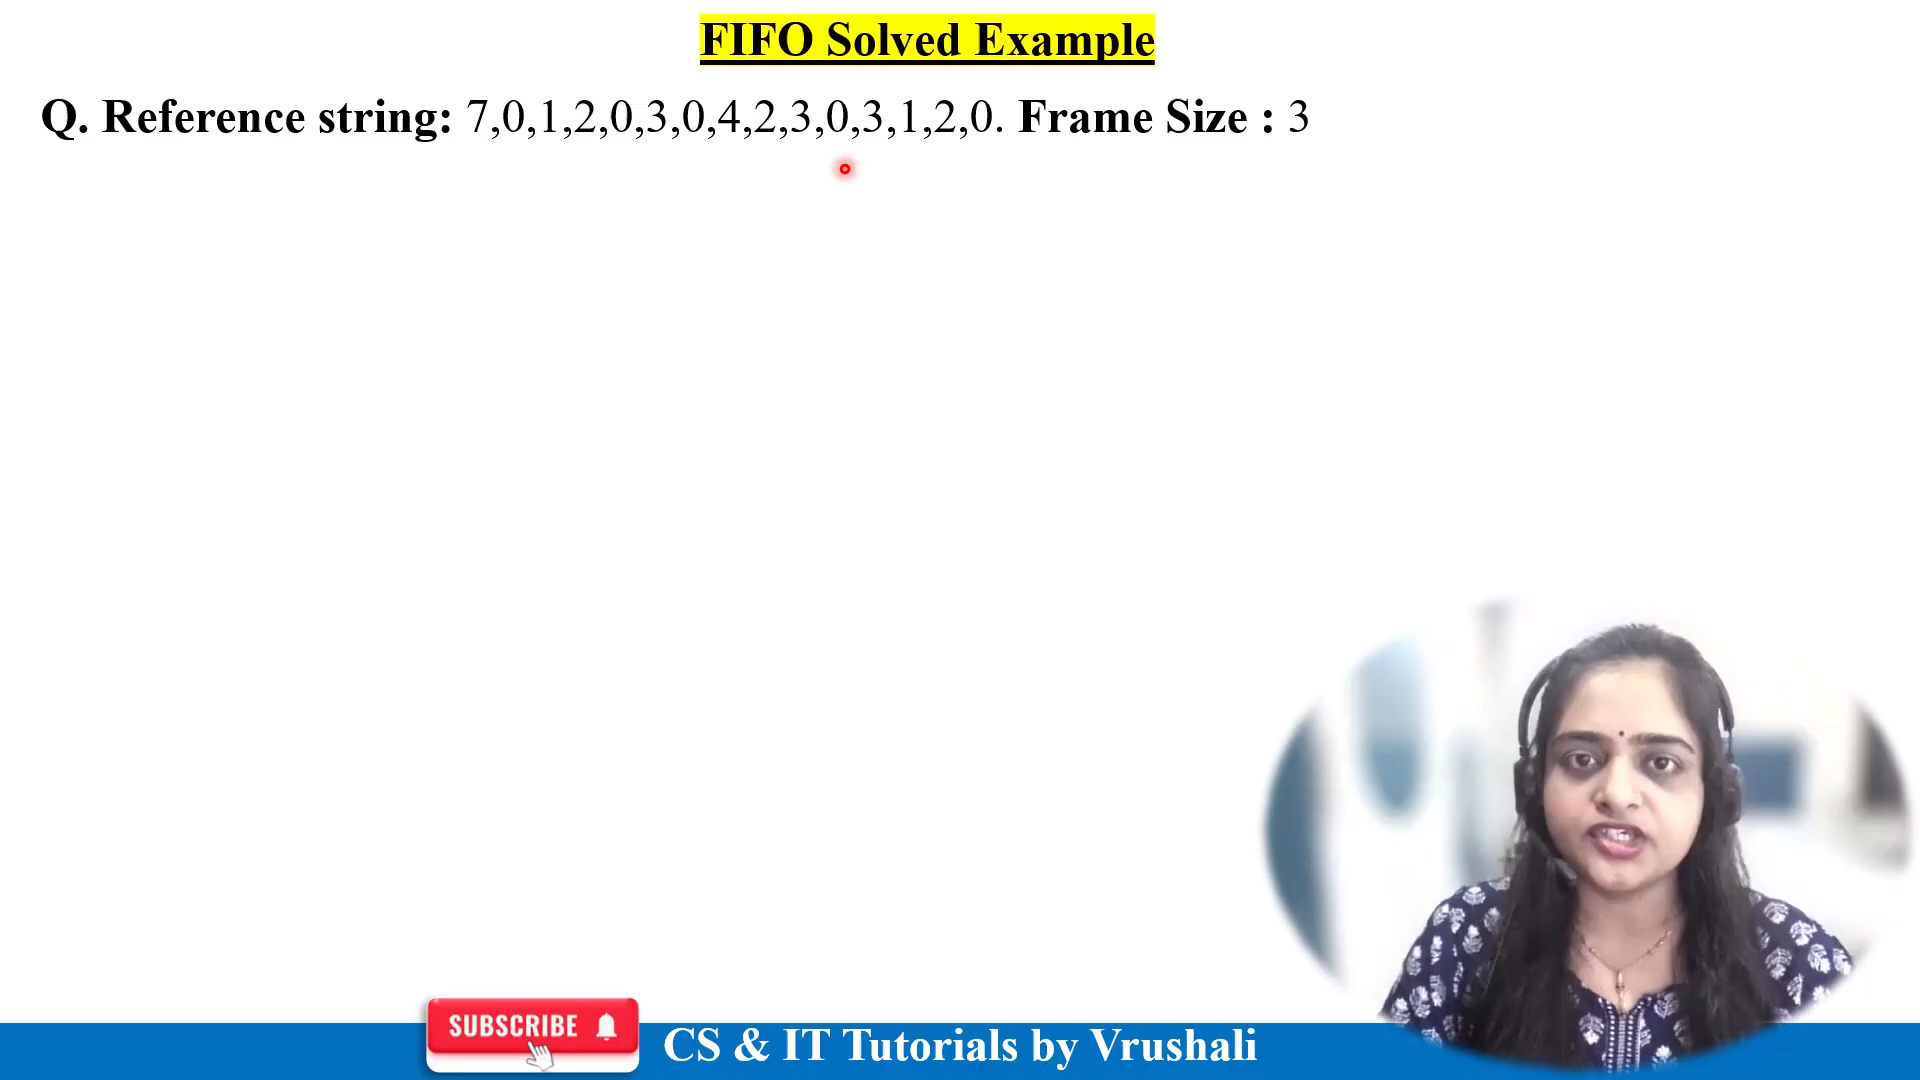 FIFO Solved Example
Q. Reference string: 7,0,1,2,0,3,0,4,2,3,0,3,1,2,0. Frame Size : 3
SUBSCRIBE
CS & IT Tutorials by Vrushali